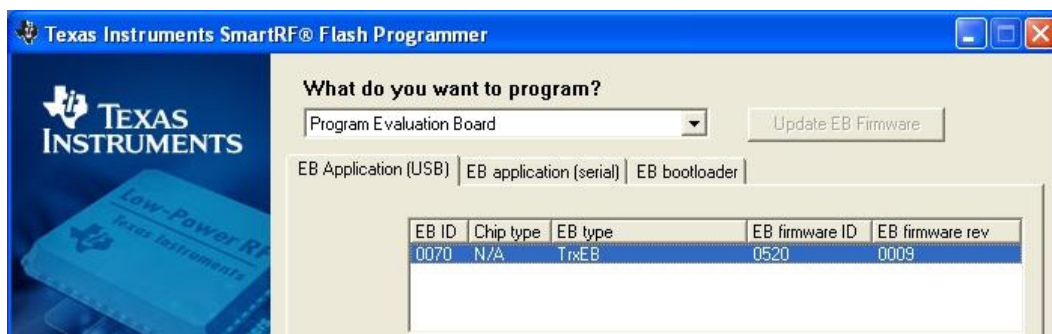 Texas Instruments SmartRF® Flash Programmer
TEXAS
INSTRUMENTS
Low-Power RF
Texas Instruments
What do you want to program?
Program Evaluation Board
Update EB Firmware
EB Application (USB) EB application (serial) EB bootloader
EB ID Chip type EB type EB firmware ID EB firmware rev
0070 N/A TrxEB 0520 0009